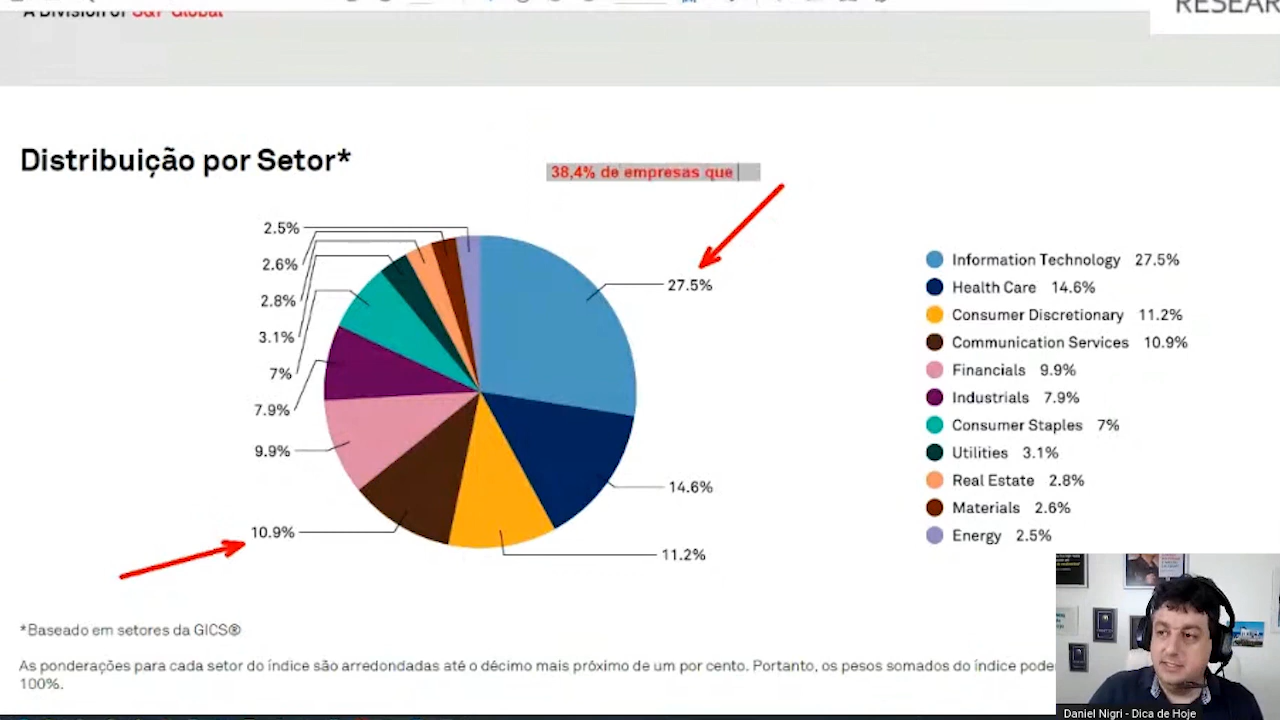 A Division of S&P Global
RESEAR
Distribuição por Setor*
38,4% de empresas que
2.5%
2.6%
2.8%
3.1%
7%
7.9%
9.9%
10.9%
27.5%
14.6%
11.2%
Information Technology 27.5%
Health Care 14.6%
Consumer Discretionary 11.2%
Communication Services 10.9%
Financials 9.9%
Industrials 7.9%
Consumer Staples 7%
Utilities 3.1%
Real Estate 2.8%
Materials 2.6%
Energy 2.5%
*Baseado em setores da GICS®
As ponderações para cada setor do índice são arredondadas até o décimo mais próximo de um por cento. Portanto, os pesos somados do índice pode
100%.
Daniel Nigri - Dica de Hoje